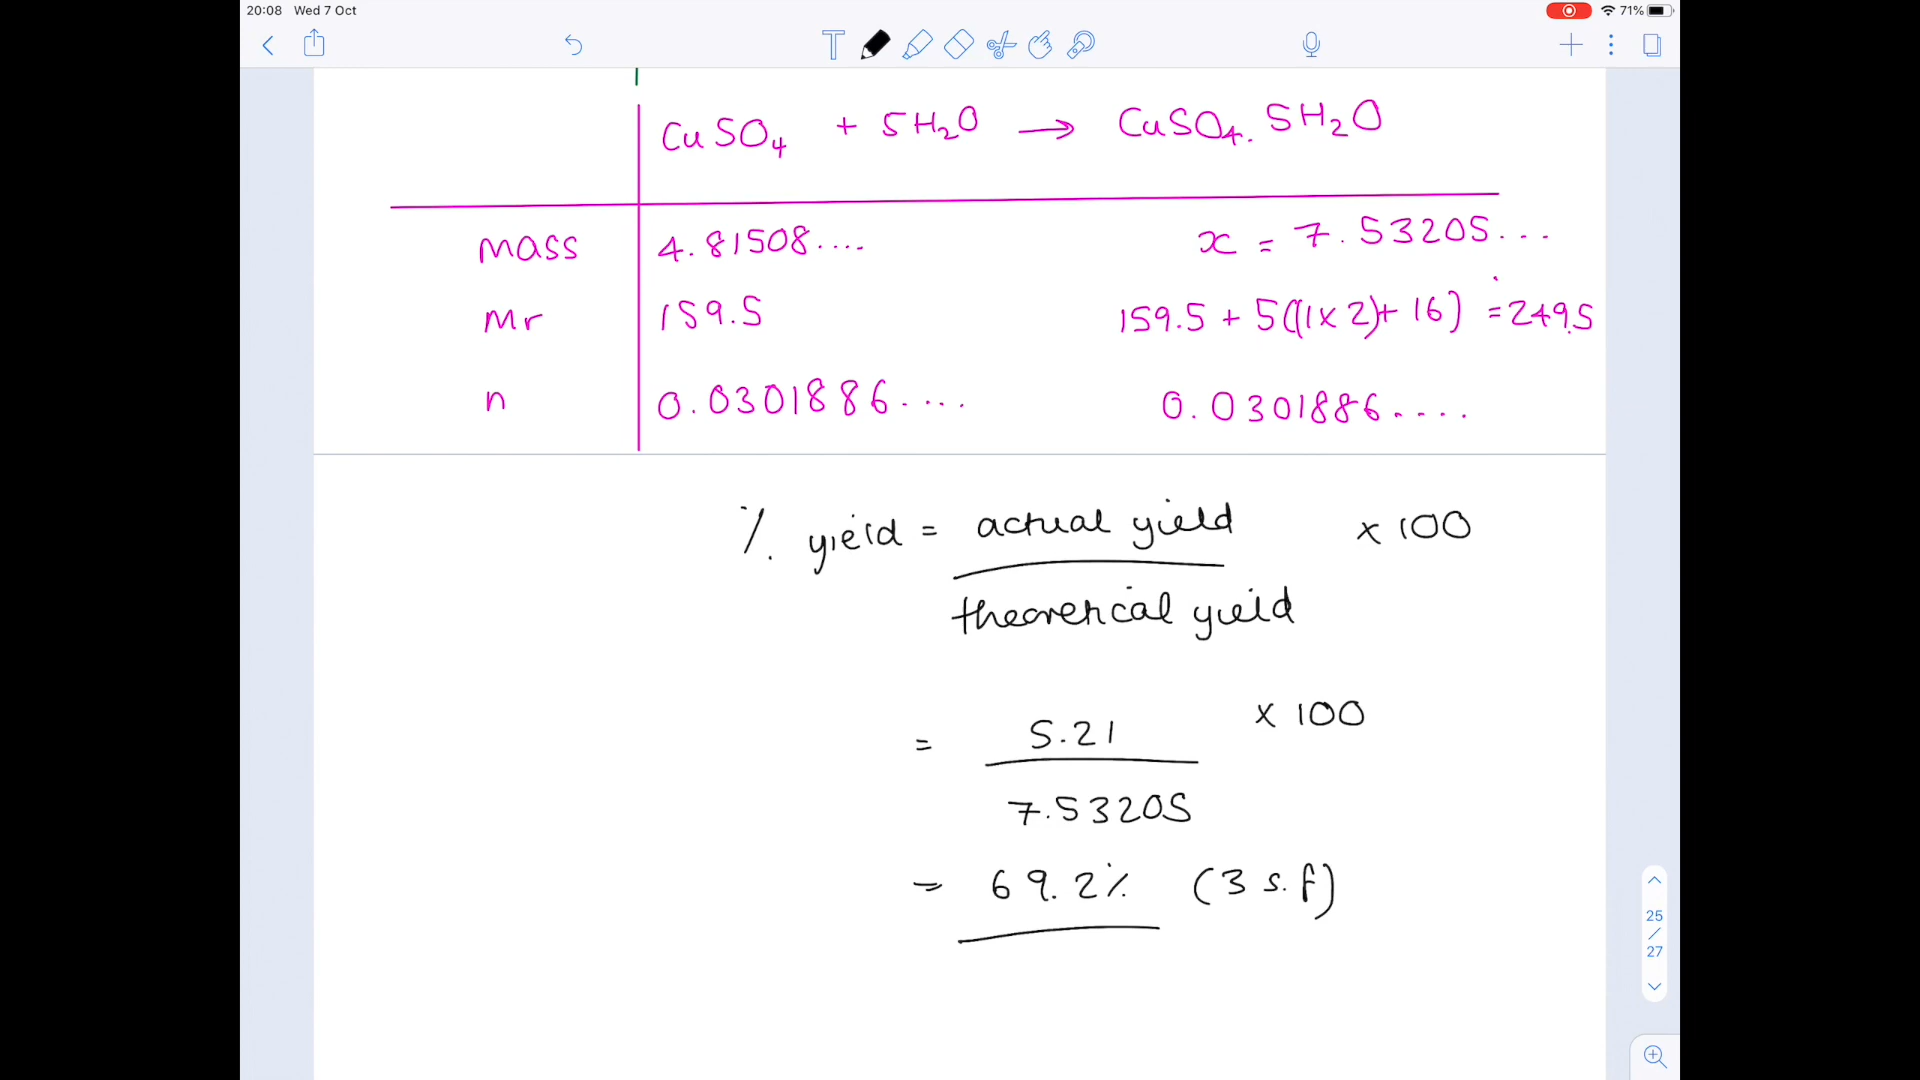 20:08 Wed 7 Oct 71%
T
CuSO₄ + 5H₂O → CuSO₄. 5H₂O
mass 4.81508.... x = 7.53205...
Mr 159.5 159.5 + 5((1x2)+ 16) = 249.5
n 0.0301886.... 0.0301886....
% yield = actual yield x 100
theoretical yield
= 5.21 x 100
7.53205
= 69.2% (3 s.f)
25
/
27